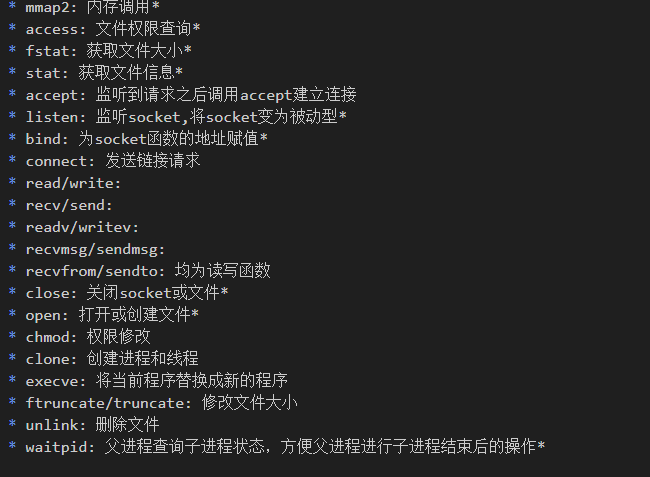 * mmap2: 内存调用*
* access: 文件权限查询*
* fstat: 获取文件大小*
* stat: 获取文件信息*
* accept: 监听到请求之后调用accept建立连接
* listen: 监听socket,将socket变为被动型*
* bind: 为socket函数的地址赋值*
* connect: 发送链接请求
* read/write:
* recv/send:
* readv/writev:
* recvmsg/sendmsg:
* recvfrom/sendto: 均为读写函数
* close: 关闭socket或文件*
* open: 打开或创建文件*
* chmod: 权限修改
* clone: 创建进程和线程
* execve: 将当前程序替换成新的程序
* ftruncate/truncate: 修改文件大小
* unlink: 删除文件
* waitpid: 父进程查询子进程状态，方便父进程进行子进程结束后的操作*